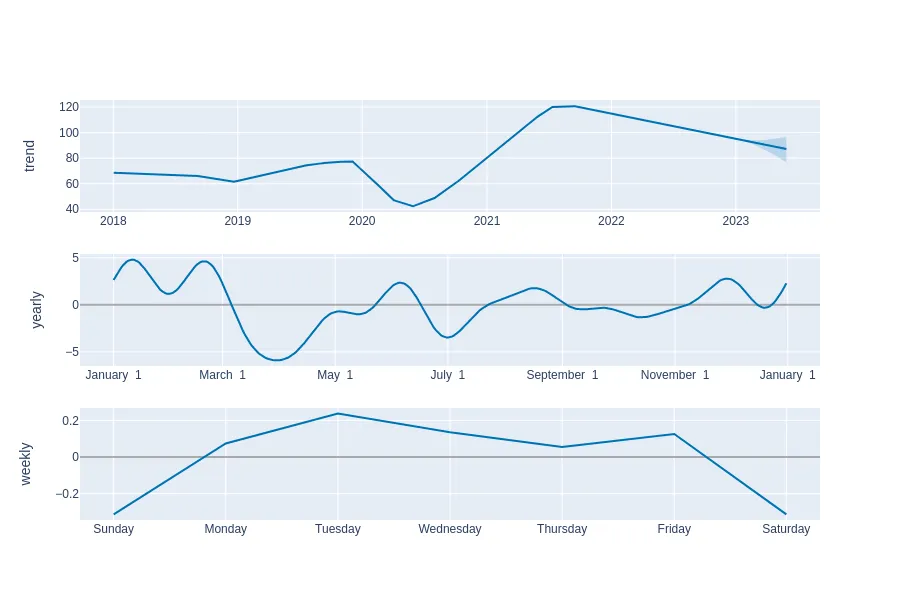 120
100
80
60
40
trend
2018 2019 2020 2021 2022 2023
5
0
−5
yearly
January 1 March 1 May 1 July 1 September 1 November 1 January 1
0.2
0
−0.2
weekly
Sunday Monday Tuesday Wednesday Thursday Friday Saturday